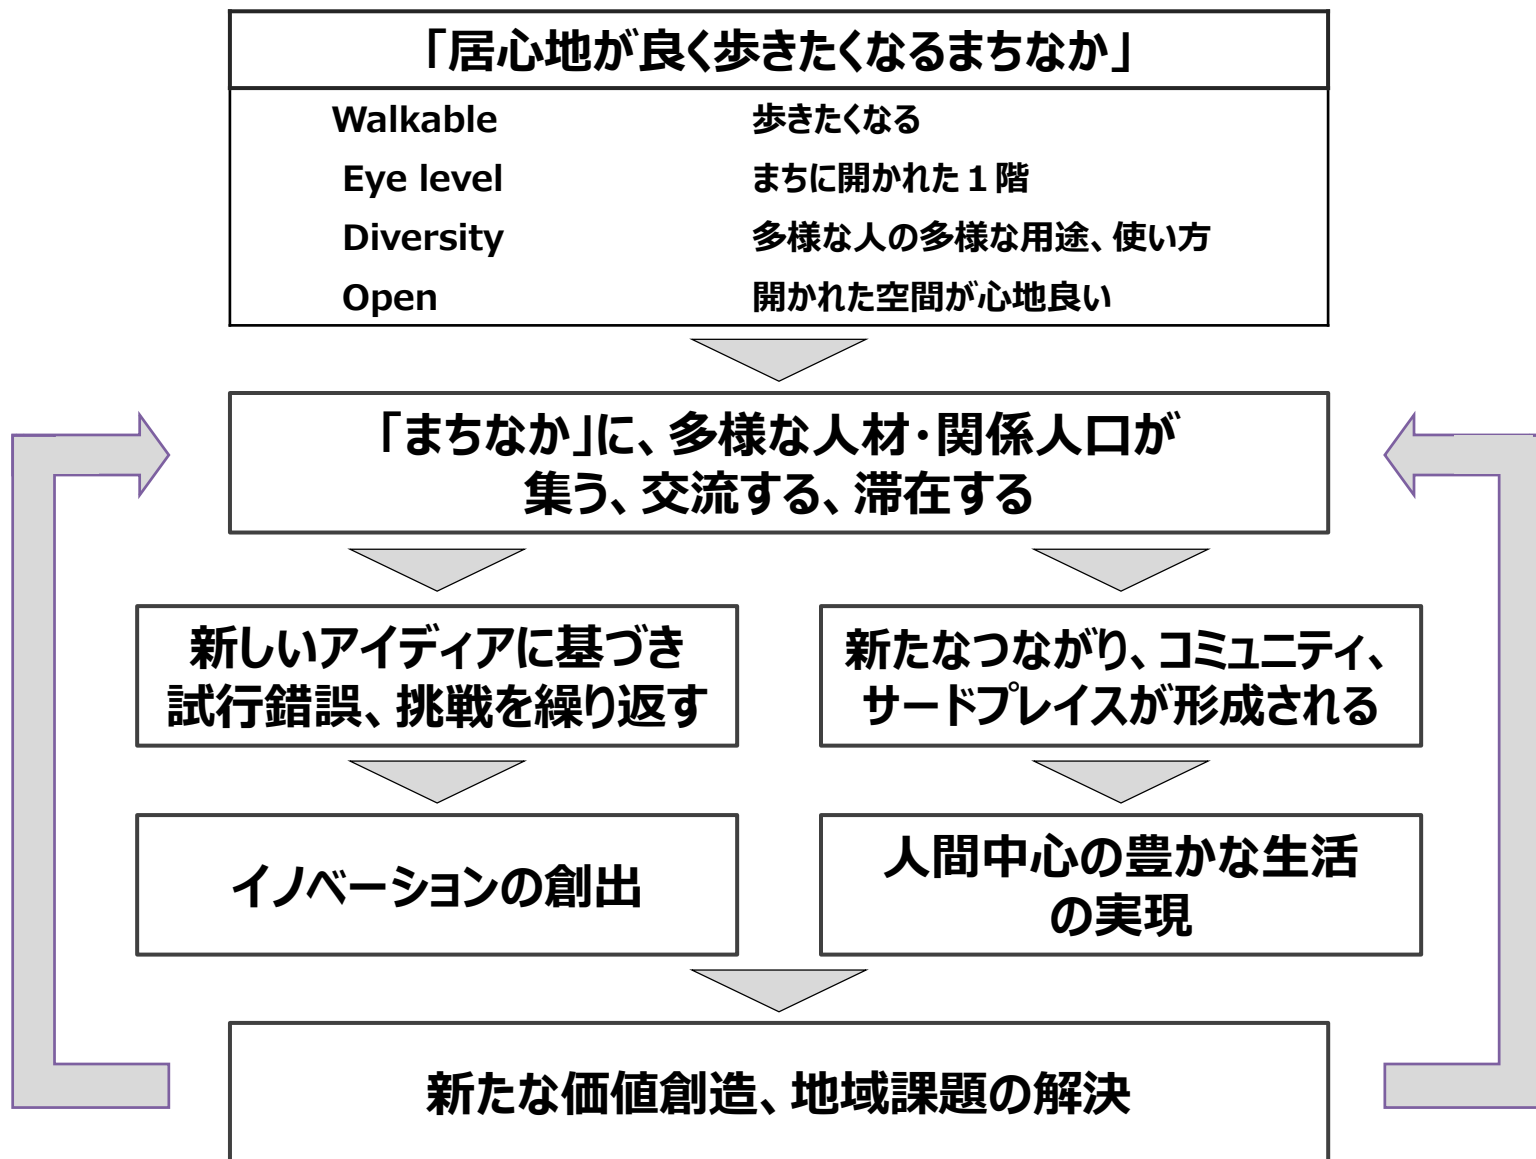 「居心地が良く歩きたくなるまちなか」
Walkable 歩きたくなる
Eye level まちに開かれた１階
Diversity 多様な人の多様な用途、使い方
Open 開かれた空間が心地良い
「まちなか」に、多様な人材・関係人口が
集う、交流する、滞在する
新しいアイディアに基づき
試行錯誤、挑戦を繰り返す
新たなつながり、コミュニティ、
サードプレイスが形成される
イノベーションの創出
人間中心の豊かな生活
の実現
新たな価値創造、地域課題の解決